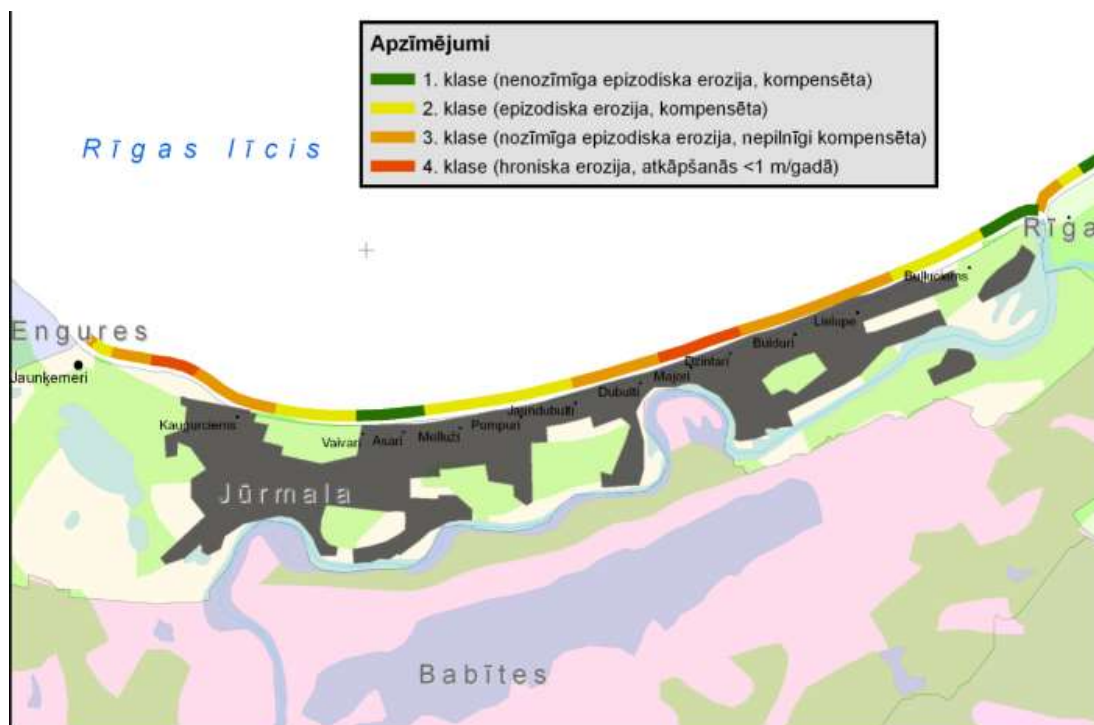 Apzīmējumi
1. klase (nenozīmīga epizodiska erozija, kompensēta)
2. klase (epizodiska erozija, kompensēta)
3. klase (nozīmīga epizodiska erozija, nepilnīgi kompensēta)
4. klase (hroniska erozija, atkāpšanās <1 m/gadā)
Rīgas līcis
Rīga
Buļļuciems
Engures
Lielupe
Jaunķemeri
Bulduri
Dzintari
Majori
Dubulti
Jaundubulti
Kauguciems
Pumpuri
Melluži
Vaivari
Asari
Jūrmala
Babītes